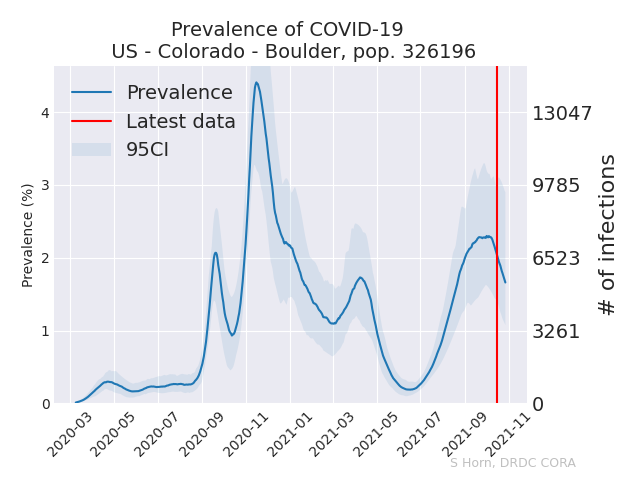 Prevalence of COVID-19
US - Colorado - Boulder, pop. 326196
Prevalence
Latest data
95CI
Prevalence (%)
4
3
2
1
0
13047
9785
6523
3261
0
# of infections
2020-03
2020-05
2020-07
2020-09
2020-11
2021-01
2021-03
2021-05
2021-07
2021-09
2021-11
S Horn, DRDC CORA